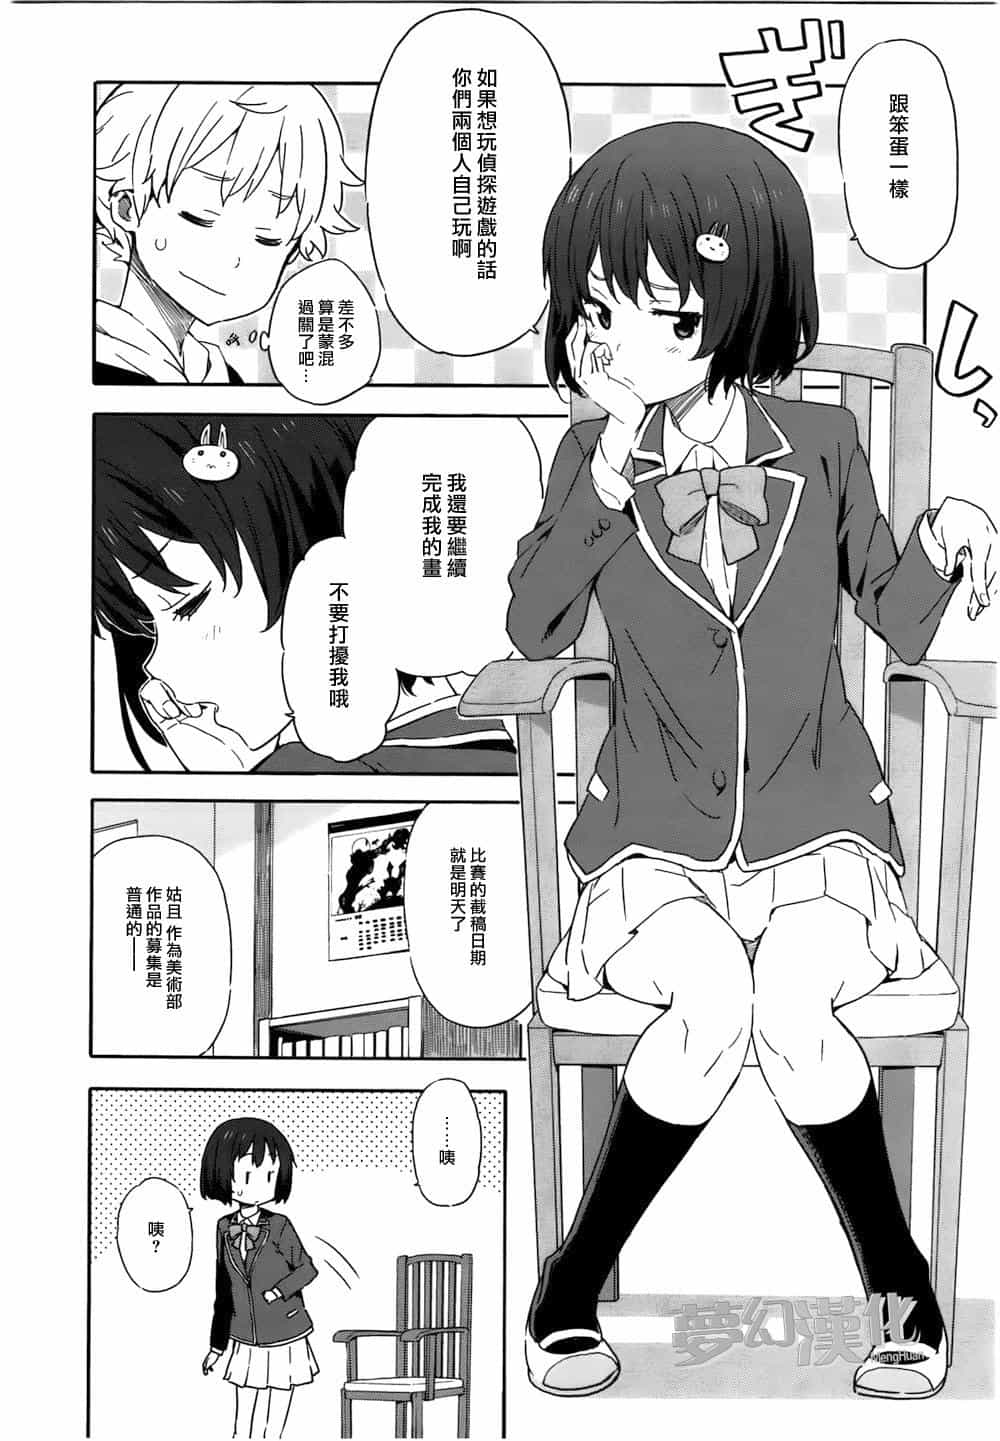 跟笨蛋一樣
ぎ
し、
如果想玩偵探遊戲的話
你們兩個人自己玩啊
差不多
算是蒙混
過關了吧…
呵
我還要繼續
完成我的畫
不要打擾我哦
比賽的截稿日期
就是明天了
姑且 作為美術部
作品的募集是
普通的——
……咦
咦?
夢幻漢化
MengHuan